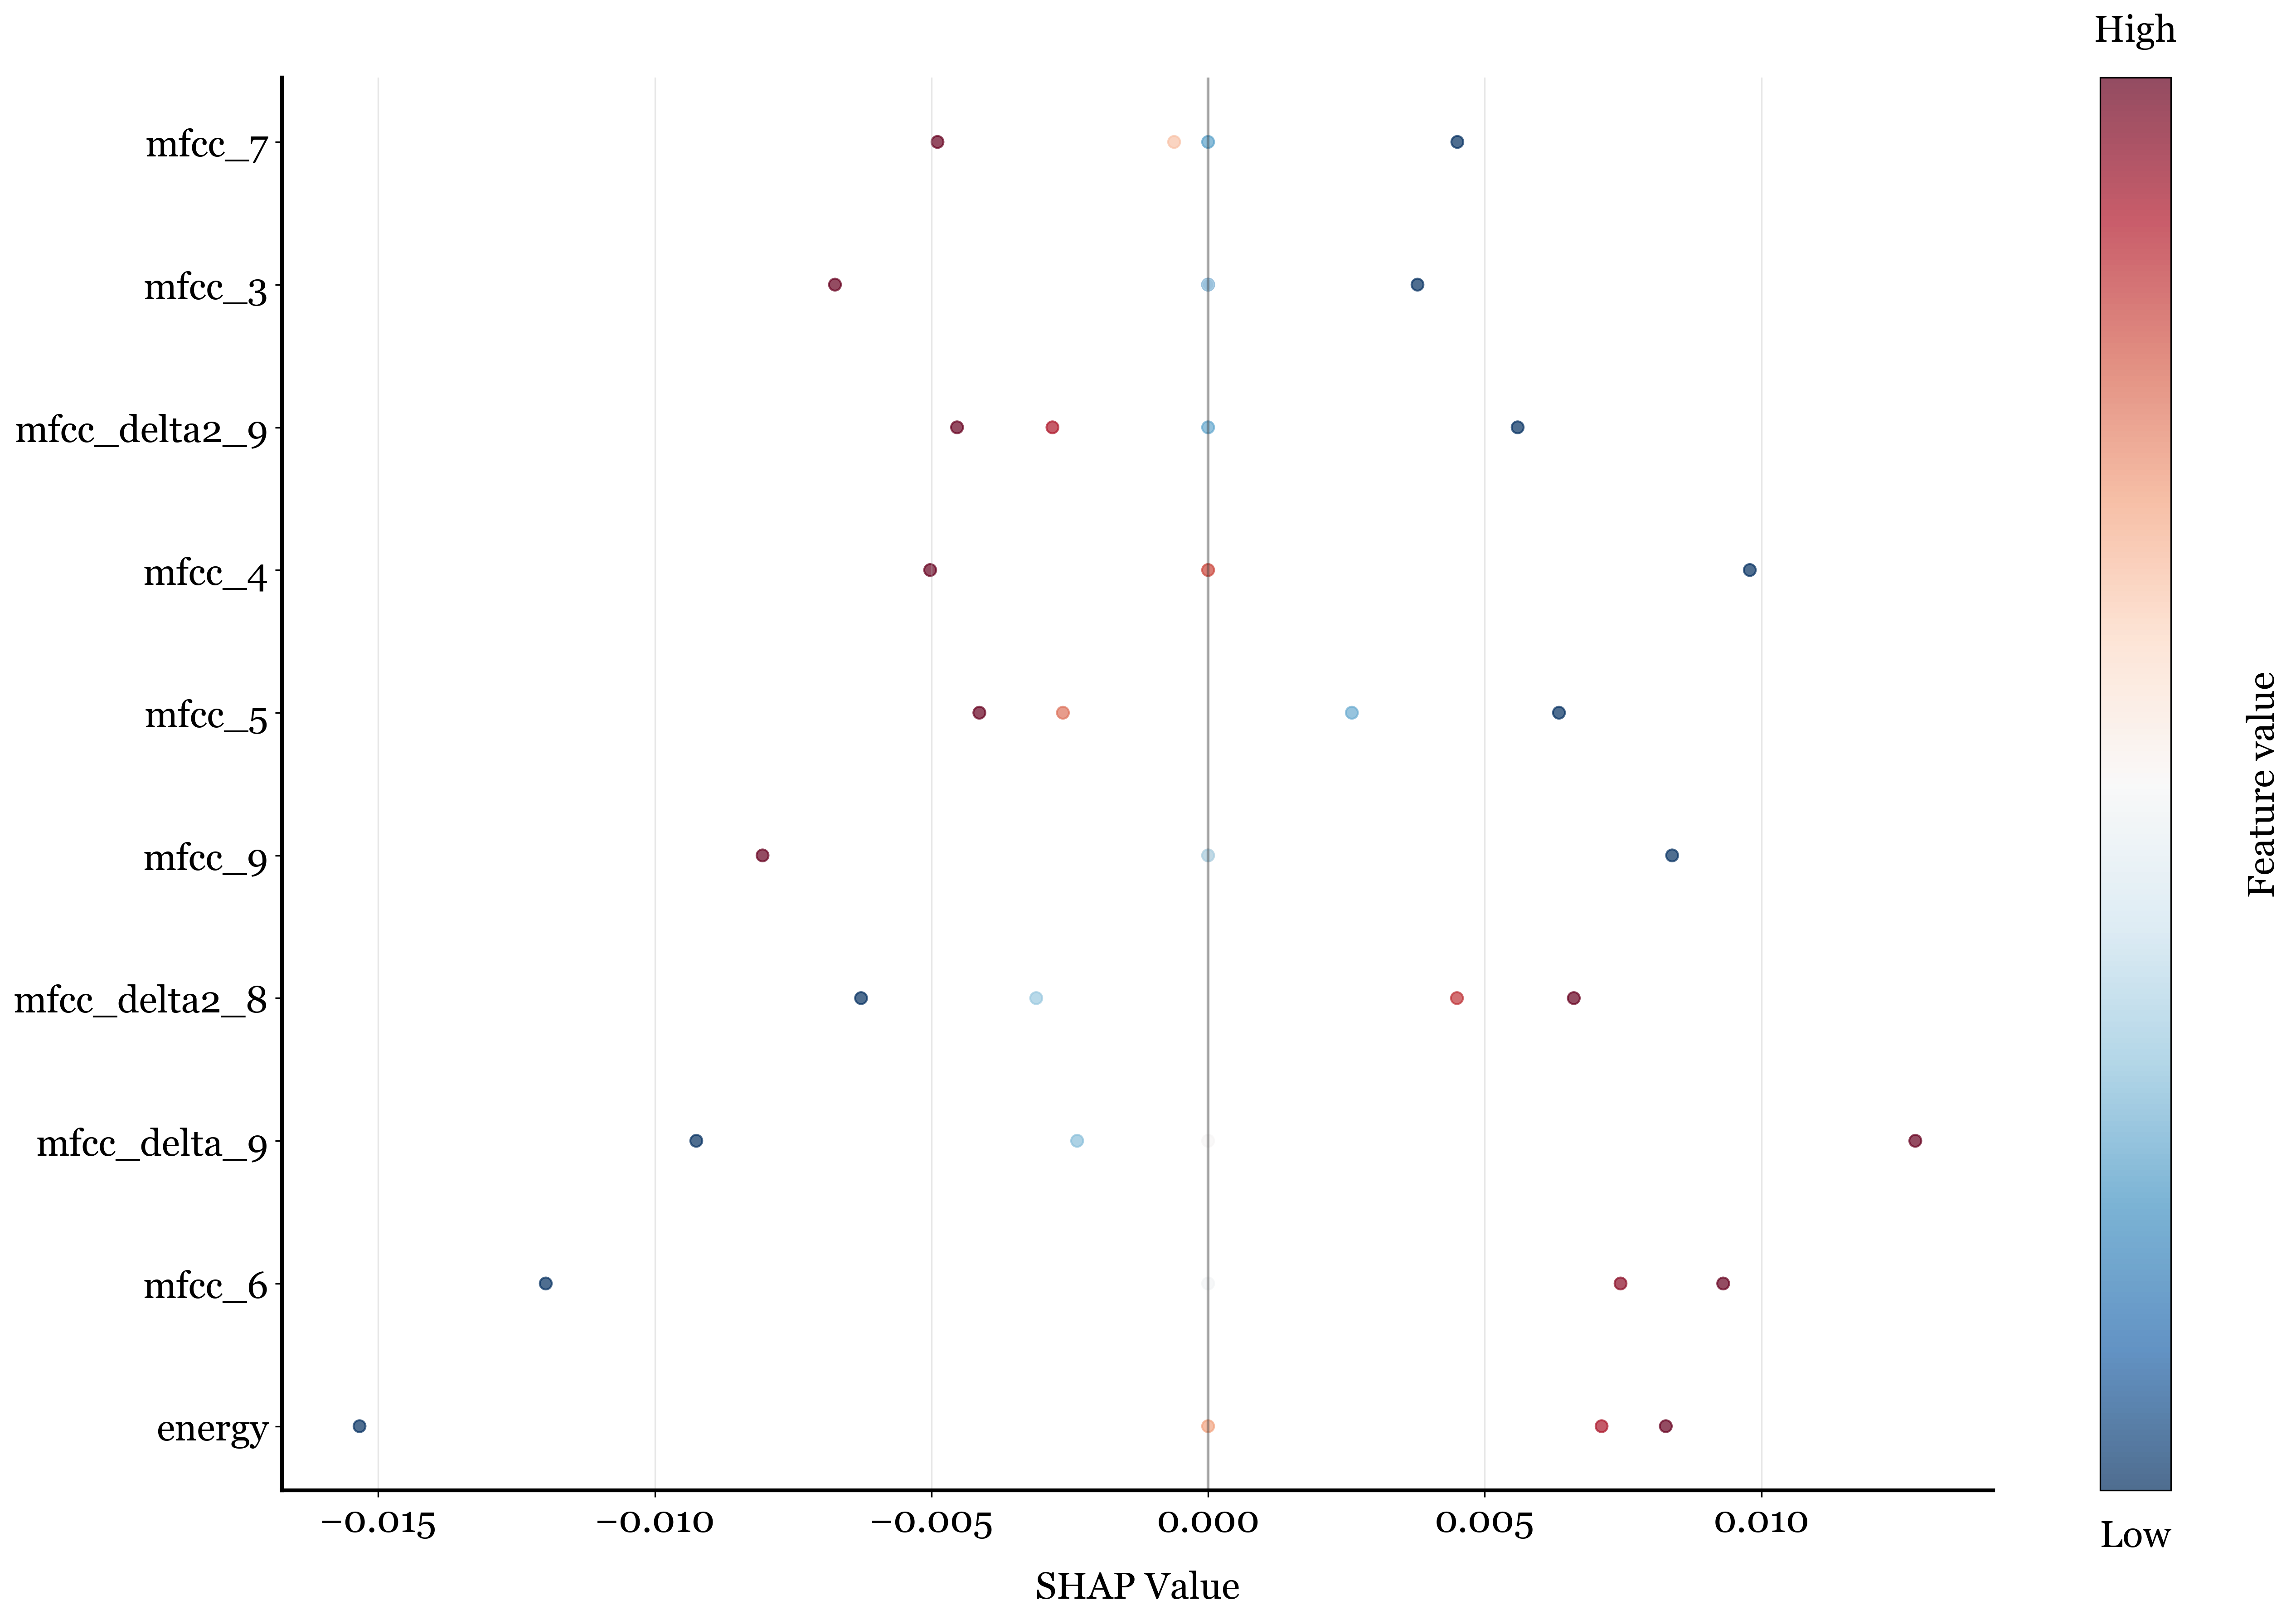 High
mfcc_7
mfcc_3
mfcc_delta2_9
mfcc_4
mfcc_5
mfcc_9
mfcc_delta2_8
mfcc_delta_9
mfcc_6
energy
−0.015 −0.010 −0.005 0.000 0.005 0.010
SHAP Value
Feature value
Low